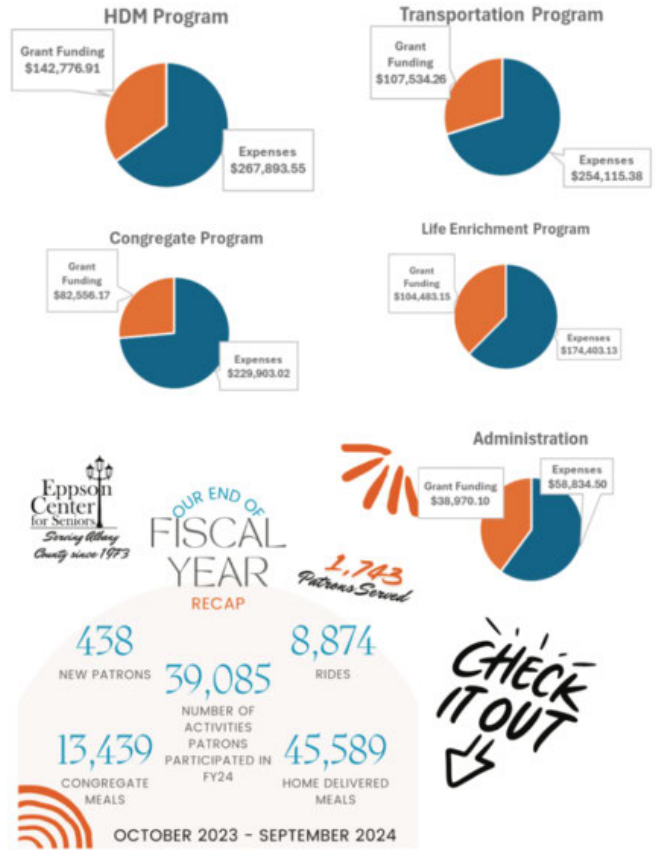 HDM Program
Grant Funding
$142,776.91
Expenses
$267,893.55
Transportation Program
Grant
Funding
$107,534.26
Expenses
$254,115.38
Congregate Program
Grant
Funding
$82,556.17
Expenses
$229,903.02
Life Enrichment Program
Grant
Funding
$104,483.15
Expenses
$174,403.13
Administration
Grant Funding
$38,970.10
Expenses
$58,834.50
Eppson
Center
for Seniors
Serving Albany
County since 1973
OUR END OF
FISCAL
YEAR
RECAP
1,743
Patrons Served
438
NEW PATRONS
8,874
RIDES
39,085
NUMBER OF
ACTIVITIES
PATRONS
PARTICIPATED IN
FY24
13,439
CONGREGATE
MEALS
45,589
HOME DELIVERED
MEALS
OCTOBER 2023 - SEPTEMBER 2024
CHECK
IT OUT